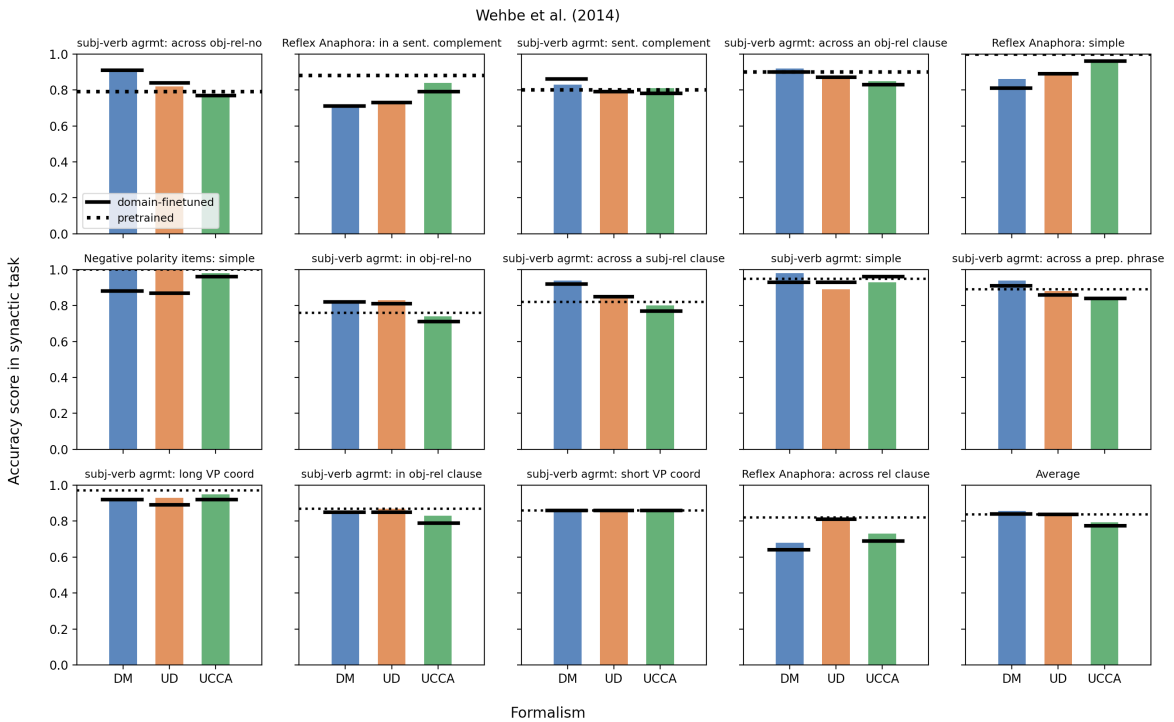 Wehbe et al. (2014)
subj-verb agrmt: across obj-rel-no
Reflex Anaphora: in a sent. complement
subj-verb agrmt: sent. complement
subj-verb agrmt: across an obj-rel clause
Reflex Anaphora: simple
1.0
0.8
0.6
0.4
0.2
0.0
domain-finetuned
pretrained
DM
UD
UCCA
DM
UD
UCCA
DM
UD
UCCA
DM
UD
UCCA
DM
UD
UCCA
Accuracy score in synactic task
Negative polarity items: simple
subj-verb agrmt: in obj-rel-no
subj-verb agrmt: across a subj-rel clause
subj-verb agrmt: simple
subj-verb agrmt: across a prep. phrase
1.0
0.8
0.6
0.4
0.2
0.0
subj-verb agrmt: long VP coord
subj-verb agrmt: in obj-rel clause
subj-verb agrmt: short VP coord
Reflex Anaphora: across rel clause
Average
1.0
0.8
0.6
0.4
0.2
0.0
Formalism